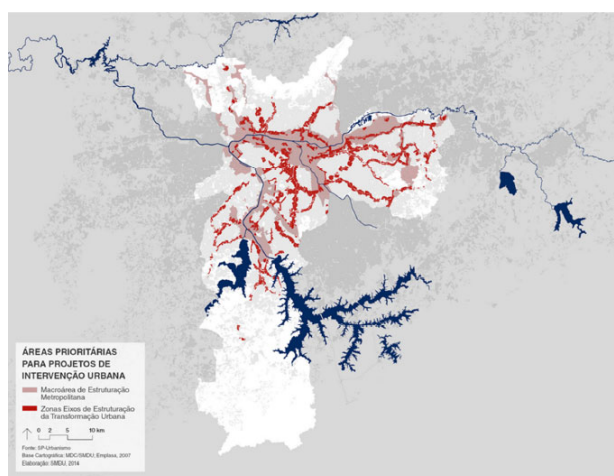 ÁREAS PRIORITÁRIAS
PARA PROJETOS DE
INTERVENÇÃO URBANA
Macroárea de Estruturação
Metropolitana
Zonas Eixos de Estruturação
da Transformação Urbana
0 2 5 10 km
Fonte: SP-Urbanismo
Base Cartográfica: MDC/SMDU, Emplasa, 2007
Elaboração: SMDU, 2014